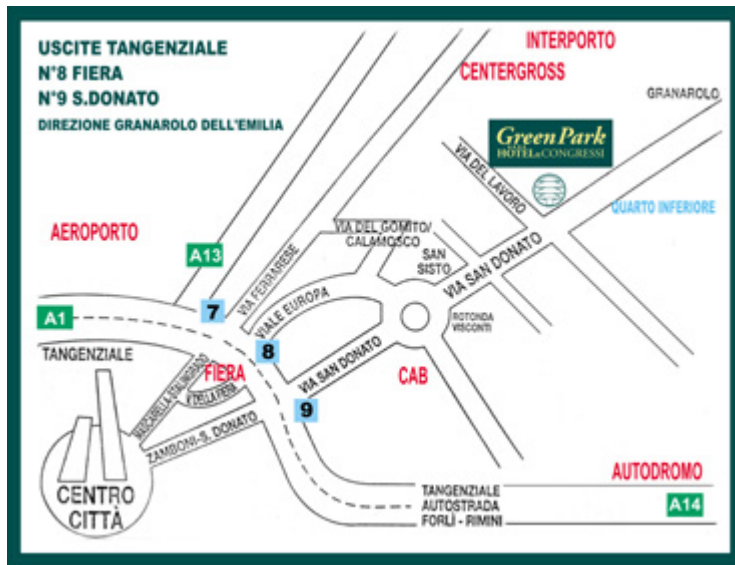 USCITE TANGENZIALE
N°8 FIERA
N°9 S.DONATO
DIREZIONE GRANAROLO DELL'EMILIA
INTERPORTO
CENTERGROSS
GRANAROLO
GreenPark
HOTEL e CONGRESSI
VIA DEL LAVORO
QUARTO INFERIORE
AEROPORTO
A13
VIA DEL GOMITO/
CALAMOSCO
SAN
SISTO
VIA SAN DONATO
VIA FERRARESE
VIALE EUROPA
7
A1
ROTONDA
VISCONTI
TANGENZIALE
8
FIERA
VIA SAN DONATO
CAB
MASCARELLA-STALINGRADO
V. DELLA FIERA
9
ZAMBONI-S. DONATO
CENTRO
CITTÀ
AUTODROMO
TANGENZIALE
AUTOSTRADA
FORLÌ - RIMINI
A14